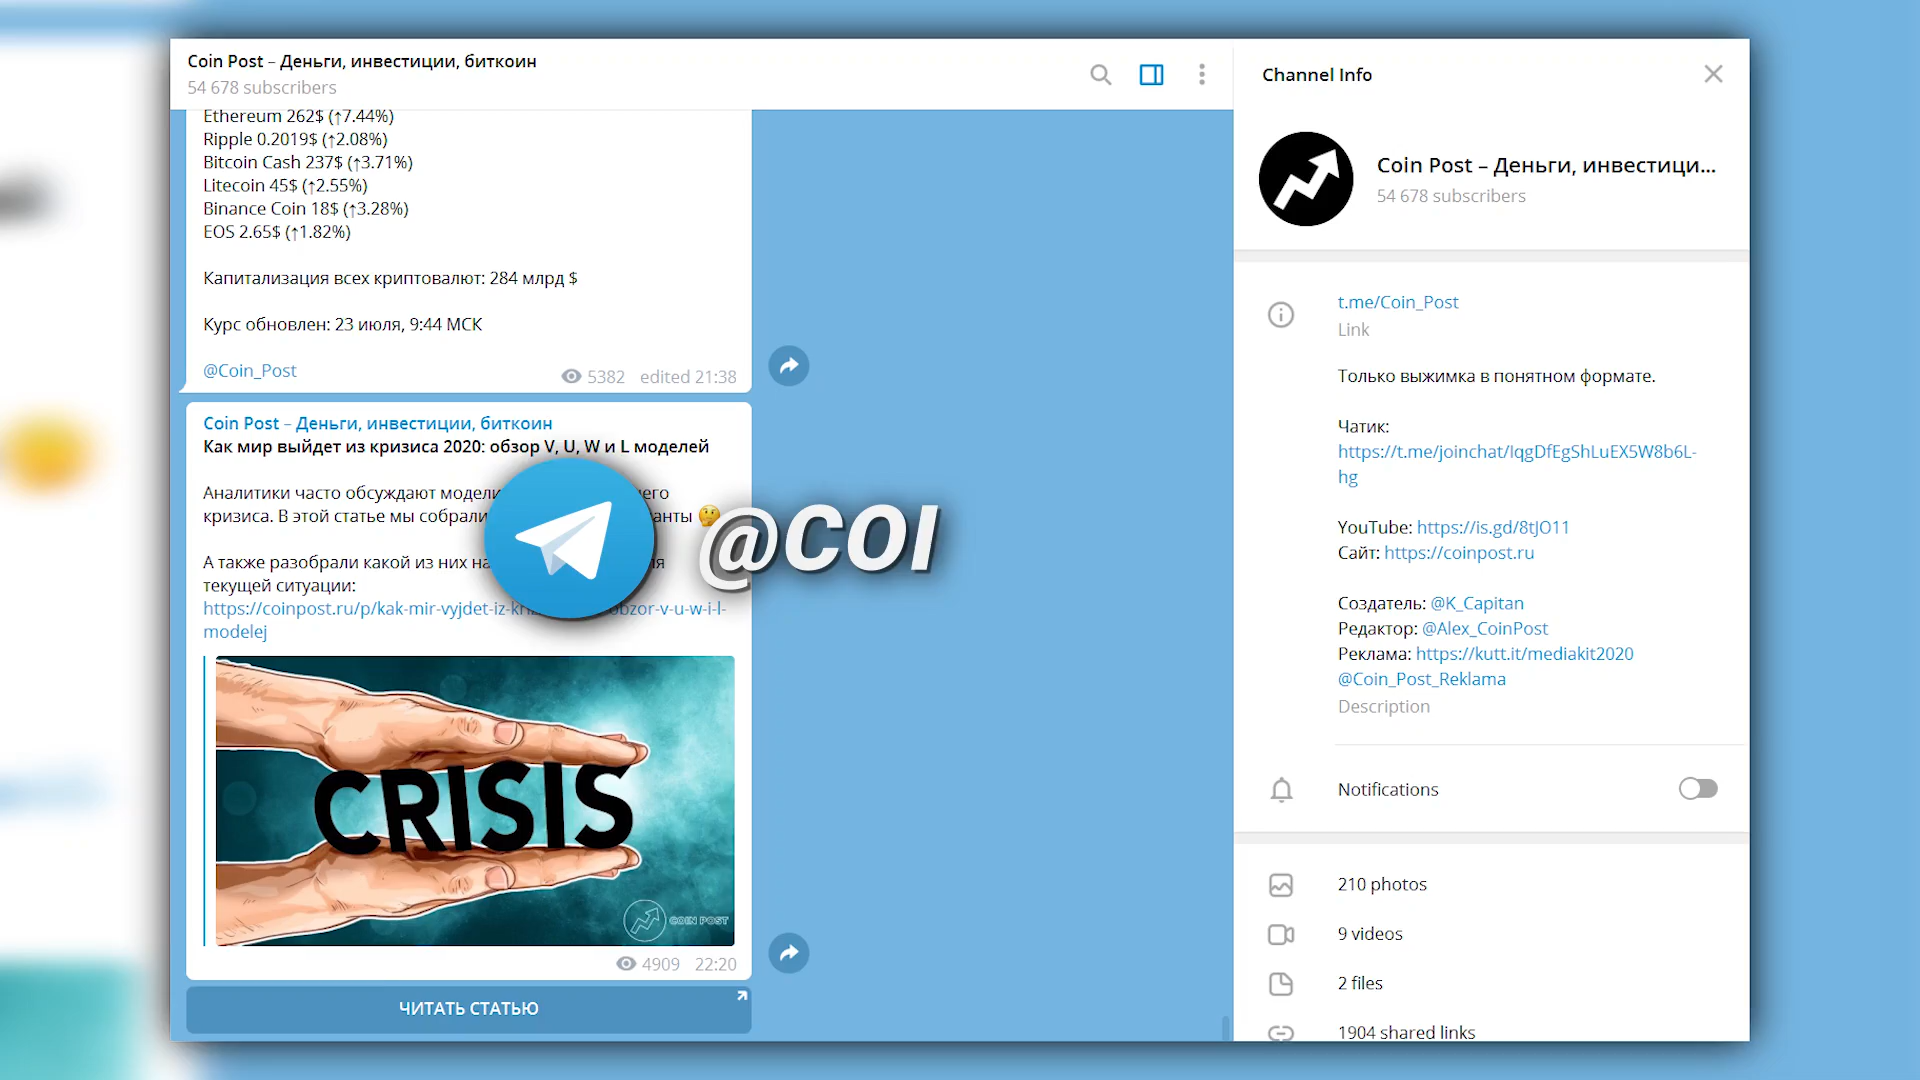 Coin Post – Деньги, инвестиции, биткоин
54 678 subscribers
Ethereum 262$ (↑7.44%)
Ripple 0.2019$ (↑2.08%)
Bitcoin Cash 237$ (↑3.71%)
Litecoin 45$ (↑2.55%)
Binance Coin 18$ (↑3.28%)
EOS 2.65$ (↑1.82%)
Капитализация всех криптовалют: 284 млрд $
Курс обновлен: 23 июля, 9:44 МСК
@Coin_Post
5382 edited 21:38
Coin Post – Деньги, инвестиции, биткоин
Как мир выйдет из кризиса 2020: обзор V, U, W и L моделей
Аналитики часто обсуждают модели
кризиса. В этой статье мы собрали
А также разобрали какой из них
текущей ситуации:
https://coinpost.ru/p/kak-mir-vyjdet-iz- obzor-v-u-w-i-l-
modelej
@COI
CRISIS
COIN POST
4909 22:20
ЧИТАТЬ СТАТЬЮ
Channel Info
Coin Post – Деньги, инвестици...
54 678 subscribers
t.me/Coin_Post
Link
Только выжимка в понятном формате.
Чатик:
https://t.me/joinchat/IqgDfEgShLuEX5W8b6L-
hg
YouTube: https://is.gd/8tJO11
Сайт: https://coinpost.ru
Создатель: @K_Capitan
Редактор: @Alex_CoinPost
Реклама: https://kutt.it/mediakit2020
@Coin_Post_Reklama
Description
Notifications
210 photos
9 videos
2 files
1904 shared links